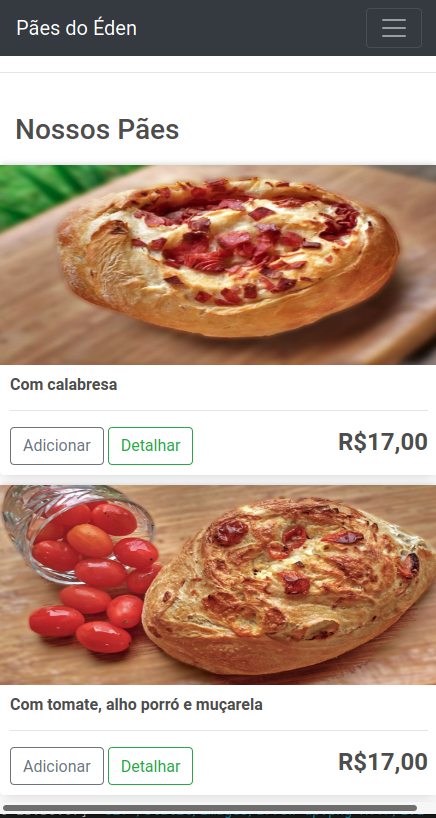 Pães do Éden
Nossos Pães
Com calabresa
Adicionar Detalhar R$17,00
Com tomate, alho porró e muçarela
Adicionar Detalhar R$17,00